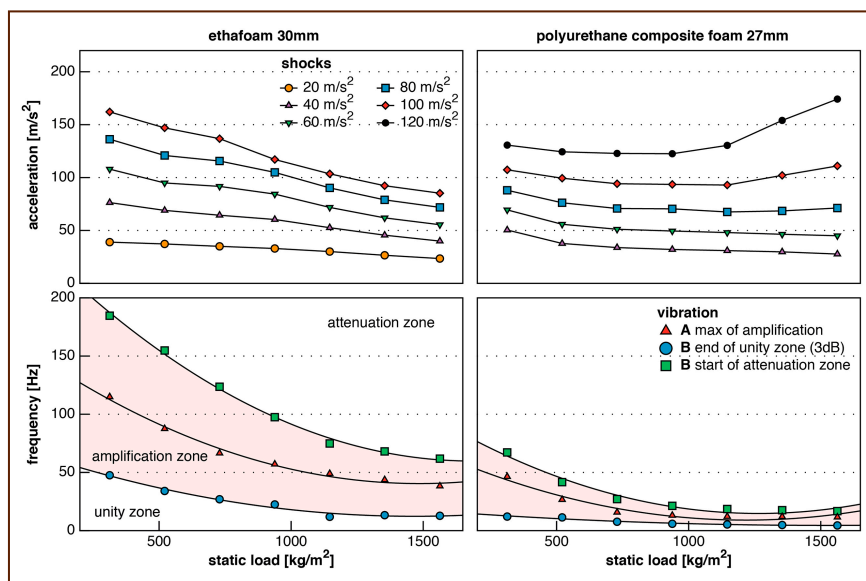 ethafoam 30mm
polyurethane composite foam 27mm
200
150
100
50
0
acceleration [m/s²]
shocks
20 m/s²
80 m/s²
40 m/s²
100 m/s²
60 m/s²
120 m/s²
200
150
100
50
0
frequency [Hz]
attenuation zone
amplification zone
unity zone
vibration
A max of amplification
B end of unity zone (3dB)
B start of attenuation zone
500
1000
1500
500
1000
1500
static load [kg/m²]
static load [kg/m²]